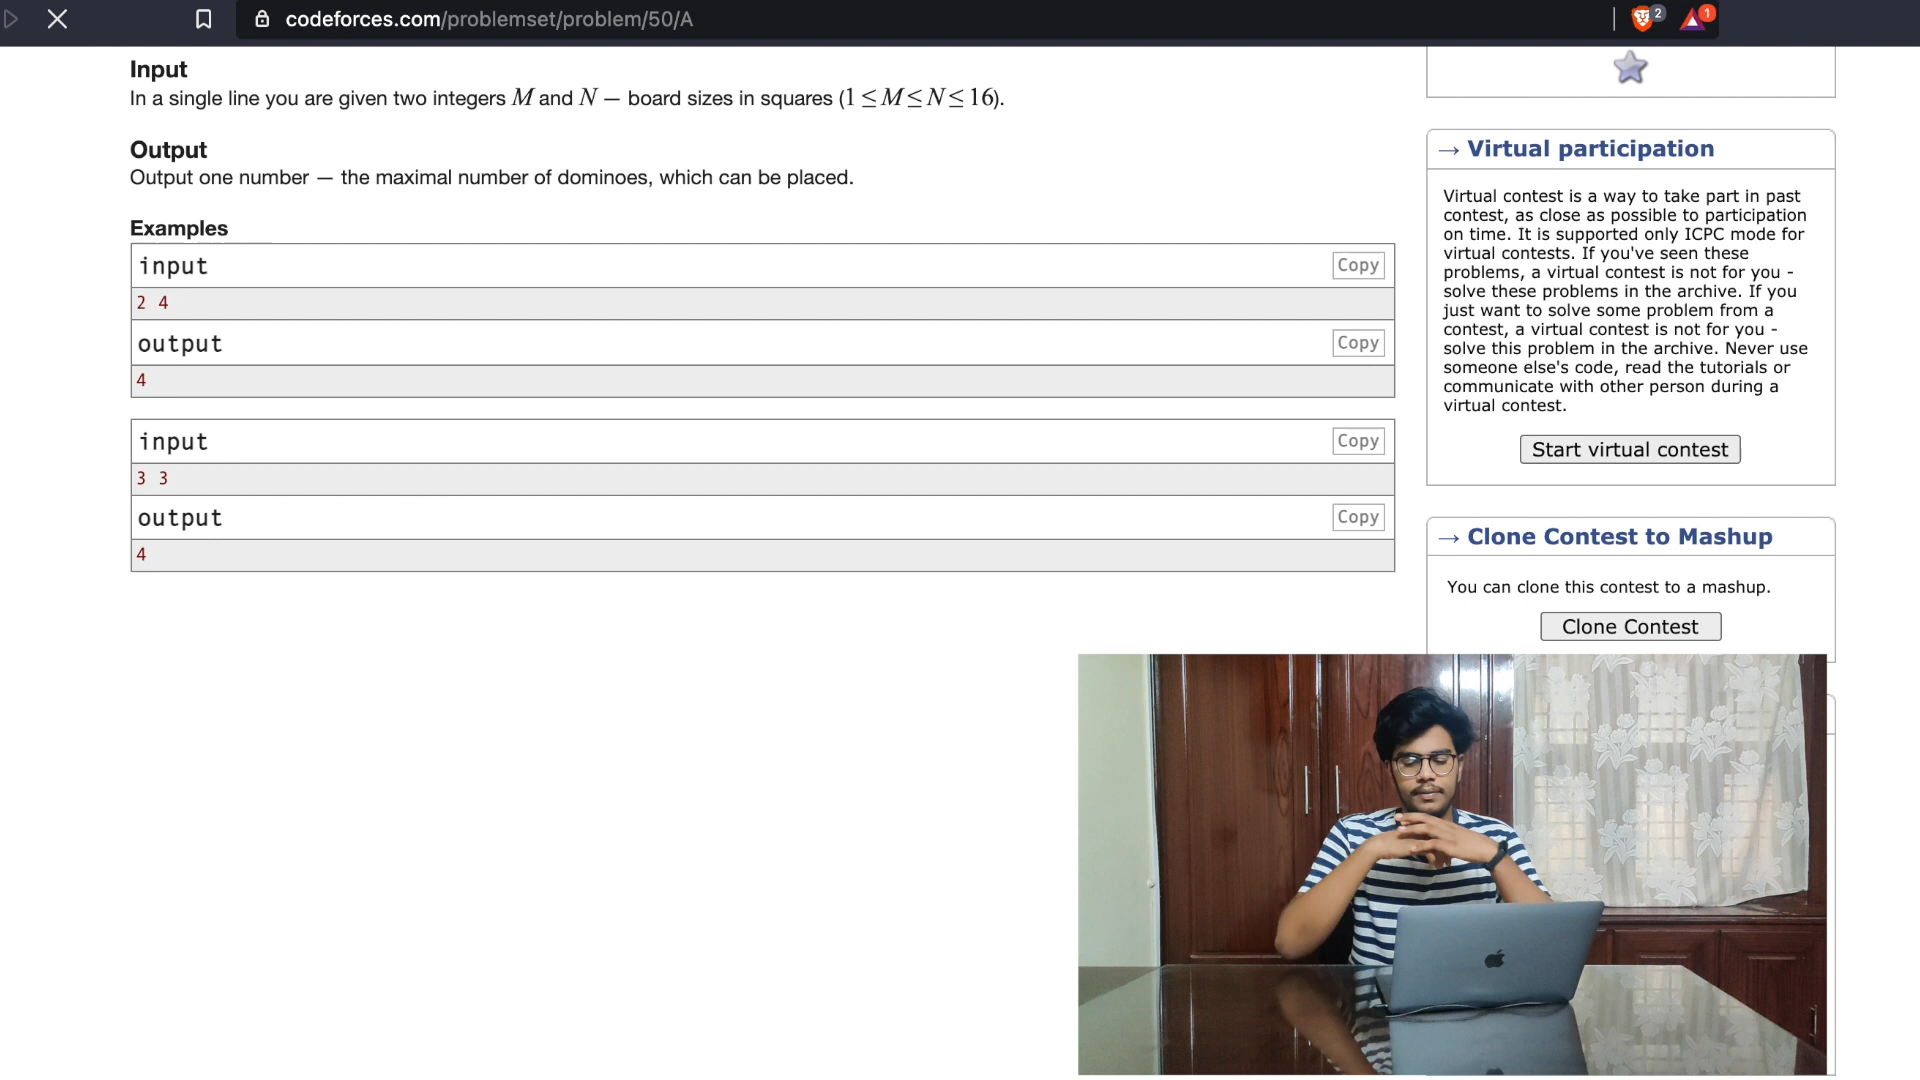 codeforces.com/problemset/problem/50/A
2
1
Input
In a single line you are given two integers M and N — board sizes in squares (1 ≤ M ≤ N ≤ 16).
Output
Output one number — the maximal number of dominoes, which can be placed.
Examples
input
Copy
2 4
output
Copy
4
input
Copy
3 3
output
Copy
4
→ Virtual participation
Virtual contest is a way to take part in past
contest, as close as possible to participation
on time. It is supported only ICPC mode for
virtual contests. If you've seen these
problems, a virtual contest is not for you -
solve these problems in the archive. If you
just want to solve some problem from a
contest, a virtual contest is not for you -
solve this problem in the archive. Never use
someone else's code, read the tutorials or
communicate with other person during a
virtual contest.
Start virtual contest
→ Clone Contest to Mashup
You can clone this contest to a mashup.
Clone Contest